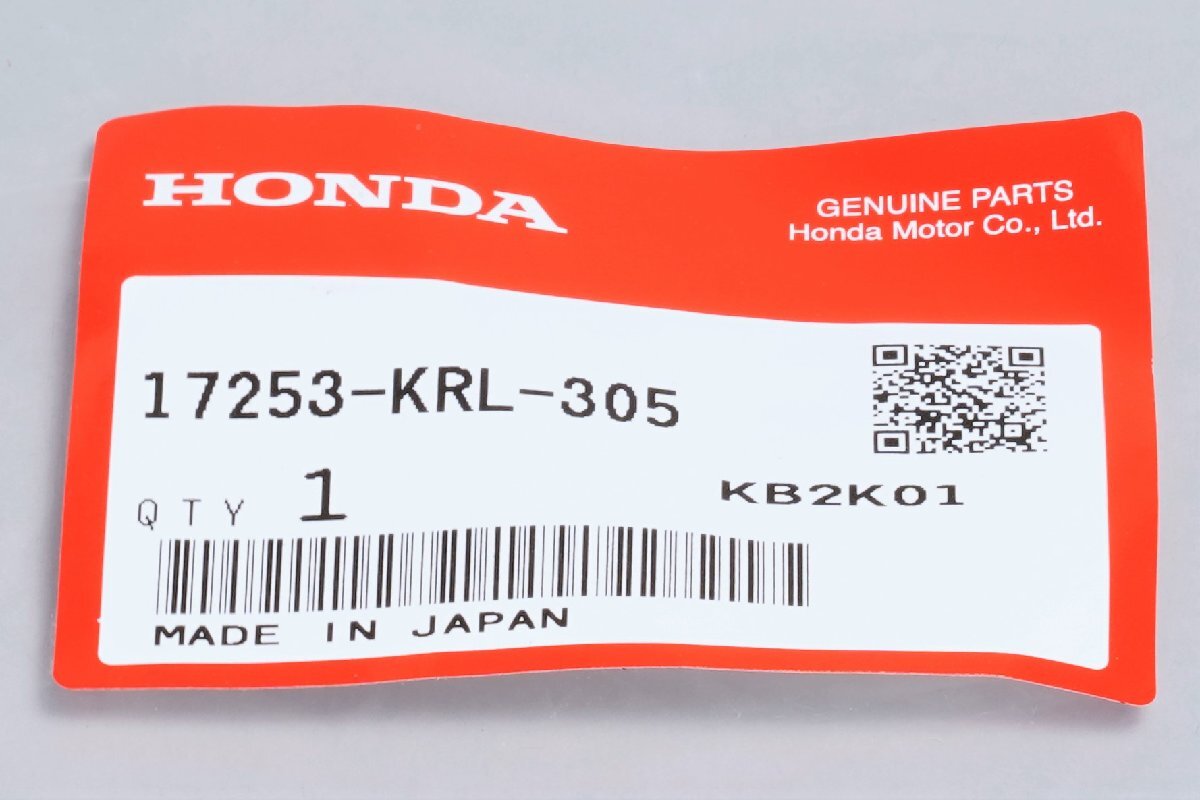 HONDA
GENUINE PARTS
Honda Motor Co., Ltd.
17253-KRL-305
QTY 1
KB2K01
MADE IN JAPAN